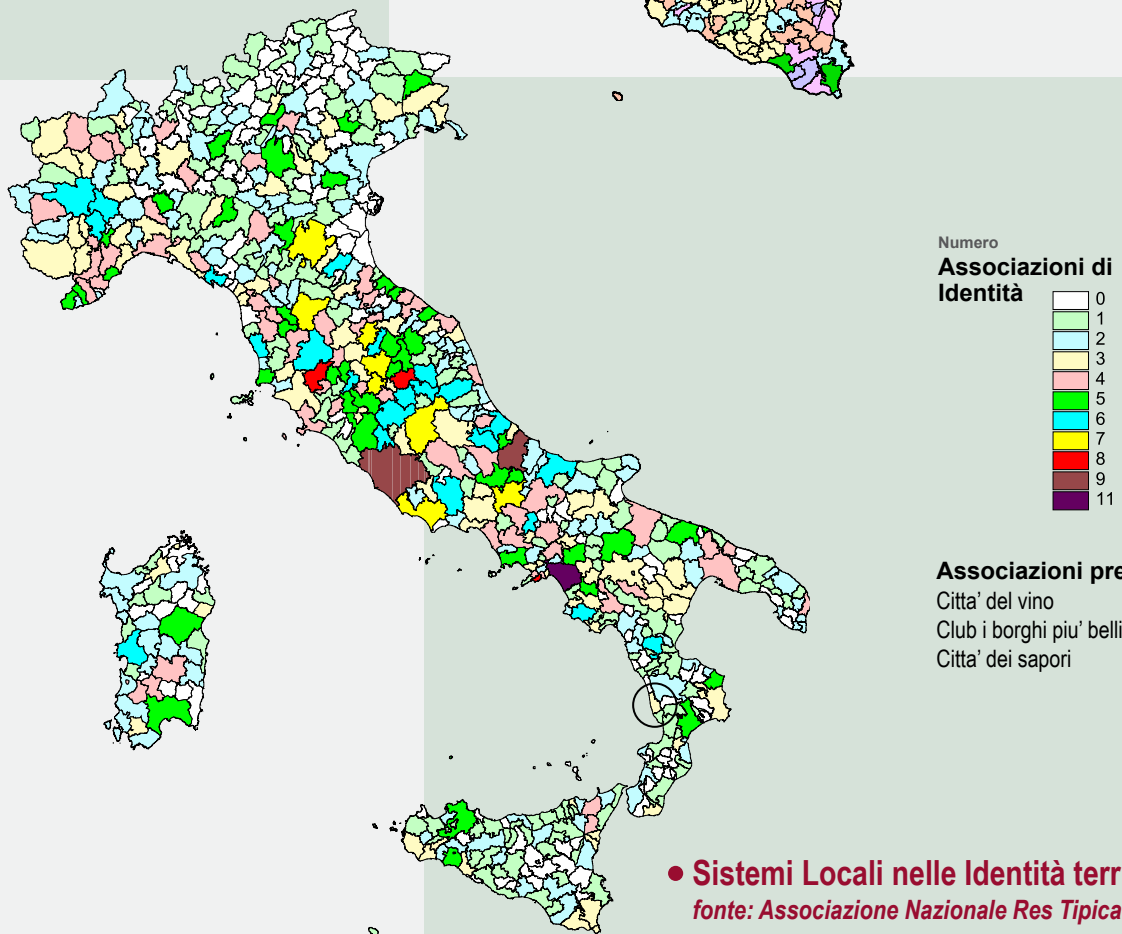 Numero
Associazioni di
Identità
0
1
2
3
4
5
6
7
8
9
11
Associazioni pre
Citta' del vino
Club i borghi piu' belli
Citta' dei sapori
• Sistemi Locali nelle Identità terr
fonte: Associazione Nazionale Res Tipica